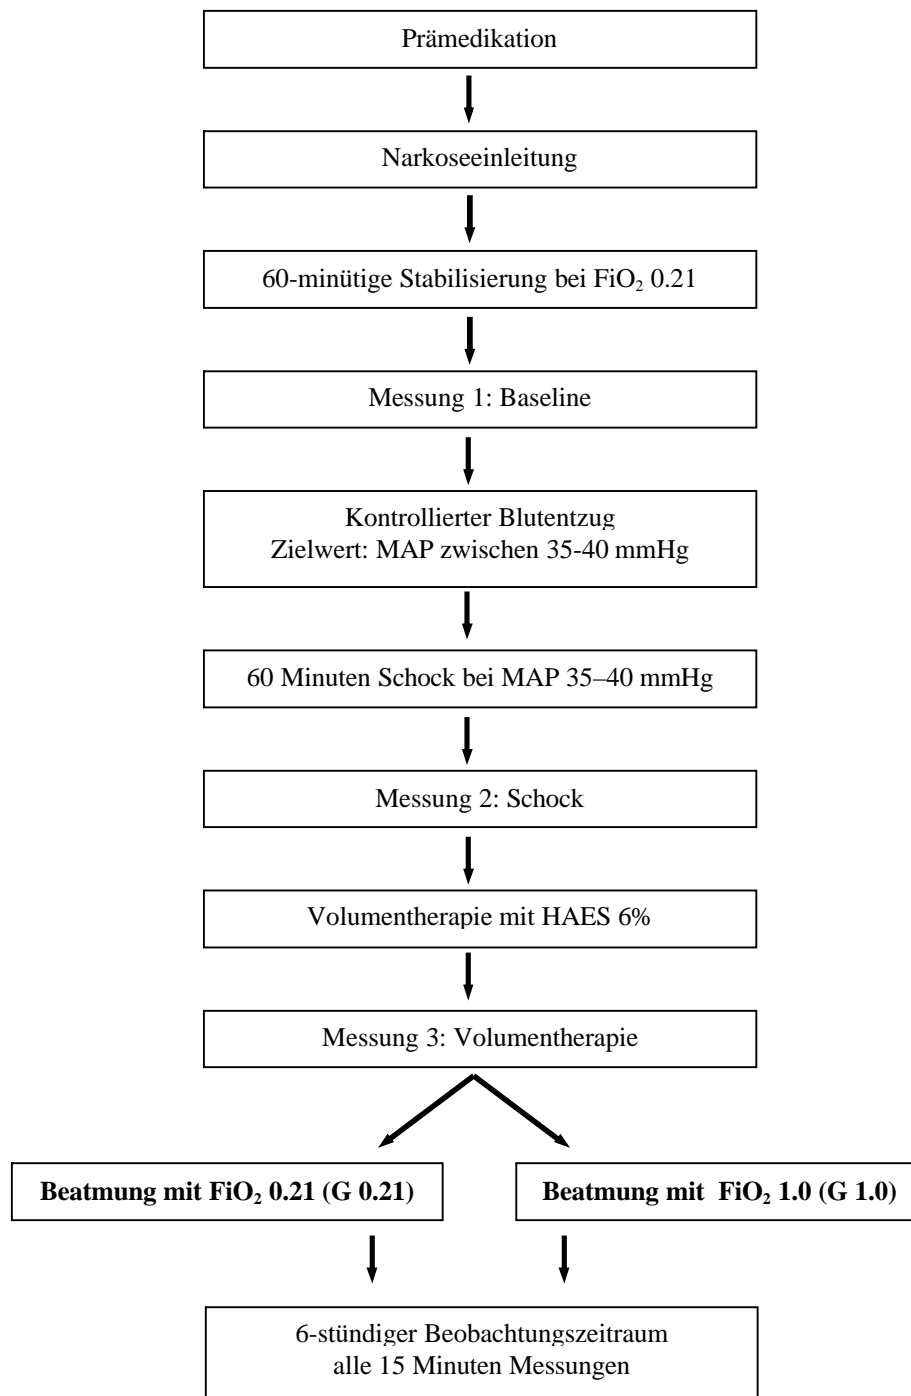 Prämedikation
Narkoseeinleitung
60-minütige Stabilisierung bei FiO₂ 0.21
Messung 1: Baseline
Kontrollierter Blutentzug
Zielwert: MAP zwischen 35-40 mmHg
60 Minuten Schock bei MAP 35–40 mmHg
Messung 2: Schock
Volumentherapie mit HAES 6%
Messung 3: Volumentherapie
Beatmung mit FiO₂ 0.21 (G 0.21)
Beatmung mit FiO₂ 1.0 (G 1.0)
6-stündiger Beobachtungszeitraum
alle 15 Minuten Messungen